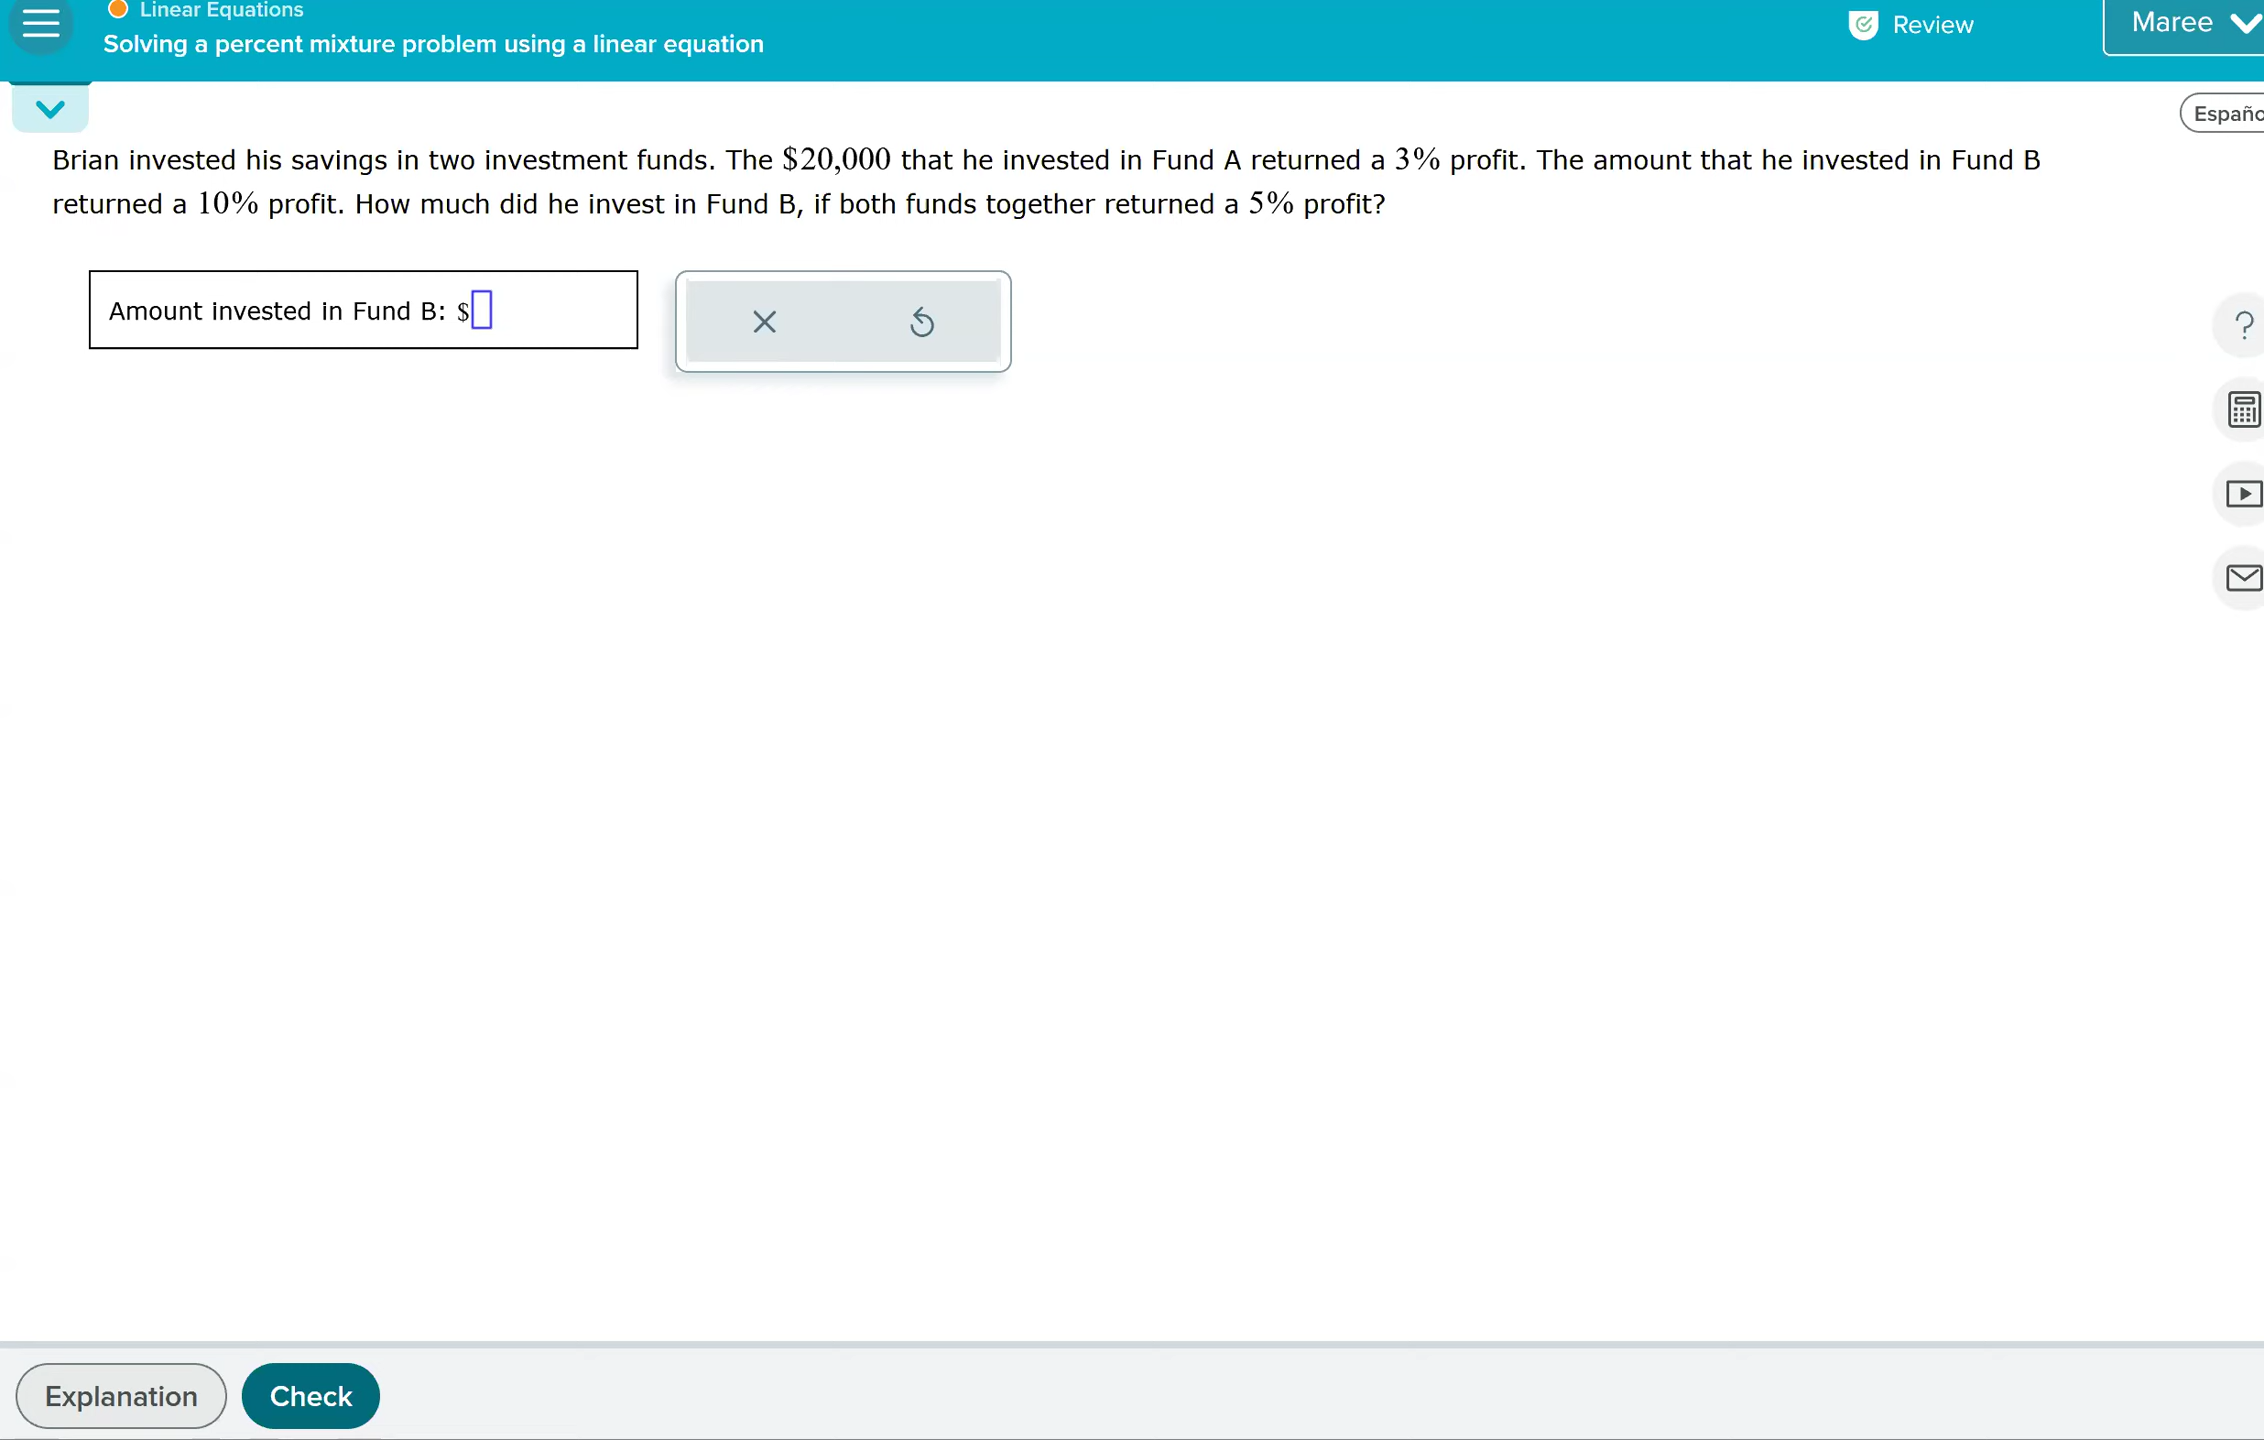 Linear Equations
Solving a percent mixture problem using a linear equation
Review
Maree
Españo
Brian invested his savings in two investment funds. The $20,000 that he invested in Fund A returned a 3% profit. The amount that he invested in Fund B
returned a 10% profit. How much did he invest in Fund B, if both funds together returned a 5% profit?
Amount invested in Fund B: $
?
Explanation
Check